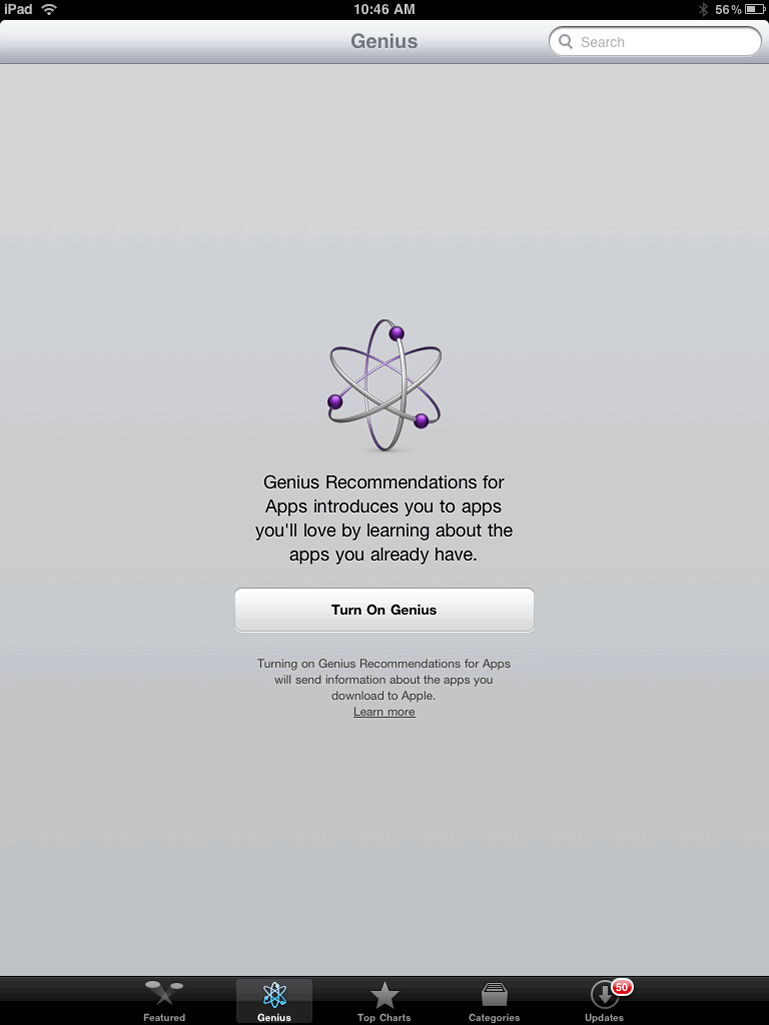 iPad 10:46 AM 56%
Genius Search
Genius Recommendations for
Apps introduces you to apps
you'll love by learning about the
apps you already have.
Turn On Genius
Turning on Genius Recommendations for Apps
will send information about the apps you
download to Apple.
Learn more
50
Featured Genius Top Charts Categories Updates